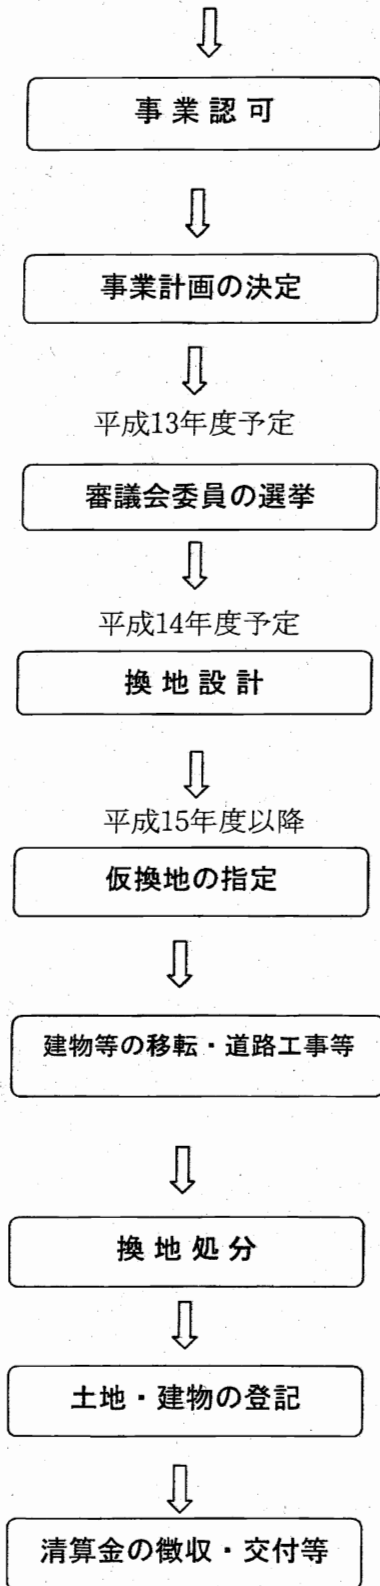 事業認可
事業計画の決定
平成13年度予定
審議会委員の選挙
平成14年度予定
換地設計
平成15年度以降
仮換地の指定
建物等の移転・道路工事等
換地処分
土地・建物の登記
清算金の徴収・交付等